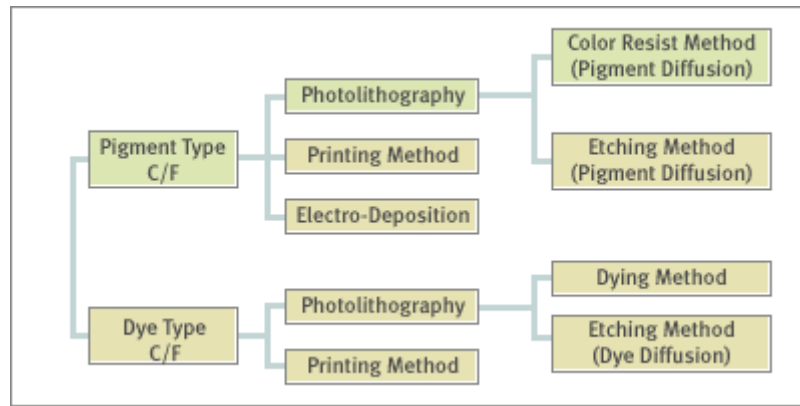 Color Resist Method
(Pigment Diffusion)
Photolithography
Pigment Type
C/F
Printing Method
Etching Method
(Pigment Diffusion)
Electro-Deposition
Dying Method
Photolithography
Dye Type
C/F
Etching Method
(Dye Diffusion)
Printing Method